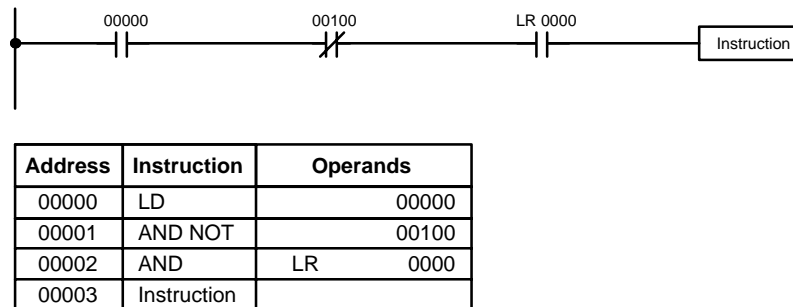 00000 00100 LR 0000
Instruction
Address Instruction Operands
00000 LD 00000
00001 AND NOT 00100
00002 AND LR 0000
00003 Instruction